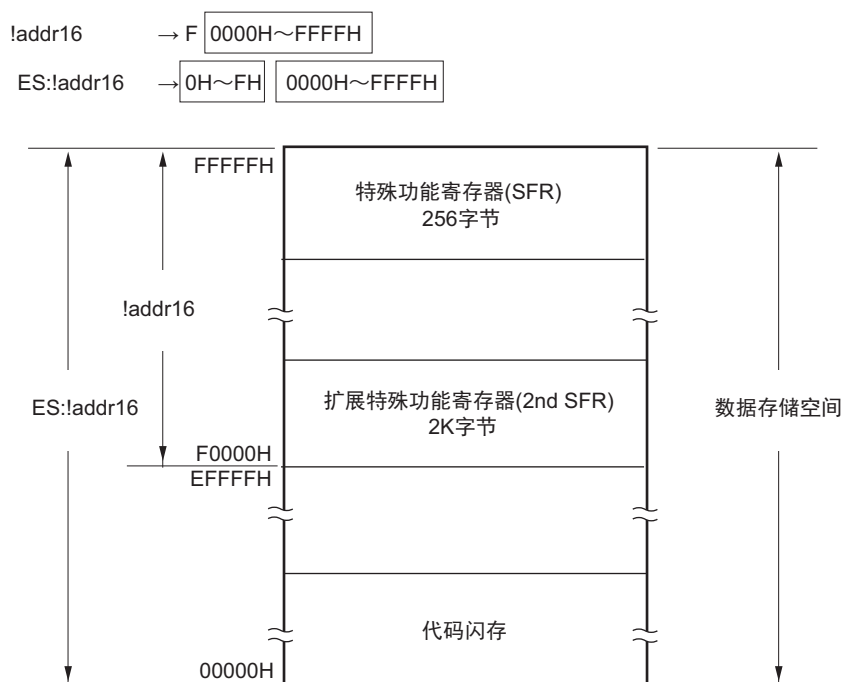 !addr16 → F 0000H～FFFFH
ES:!addr16 → 0H～FH 0000H～FFFFH
FFFFFH
特殊功能寄存器(SFR)
256字节
!addr16
扩展特殊功能寄存器(2nd SFR)
2K字节
ES:!addr16
数据存储空间
F0000H
EFFFFH
代码闪存
00000H